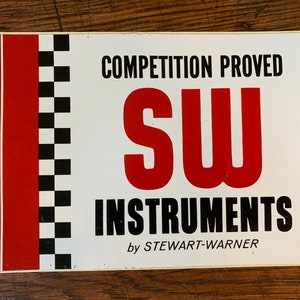 COMPETITION PROVED
SW
INSTRUMENTS
by STEWART-WARNER